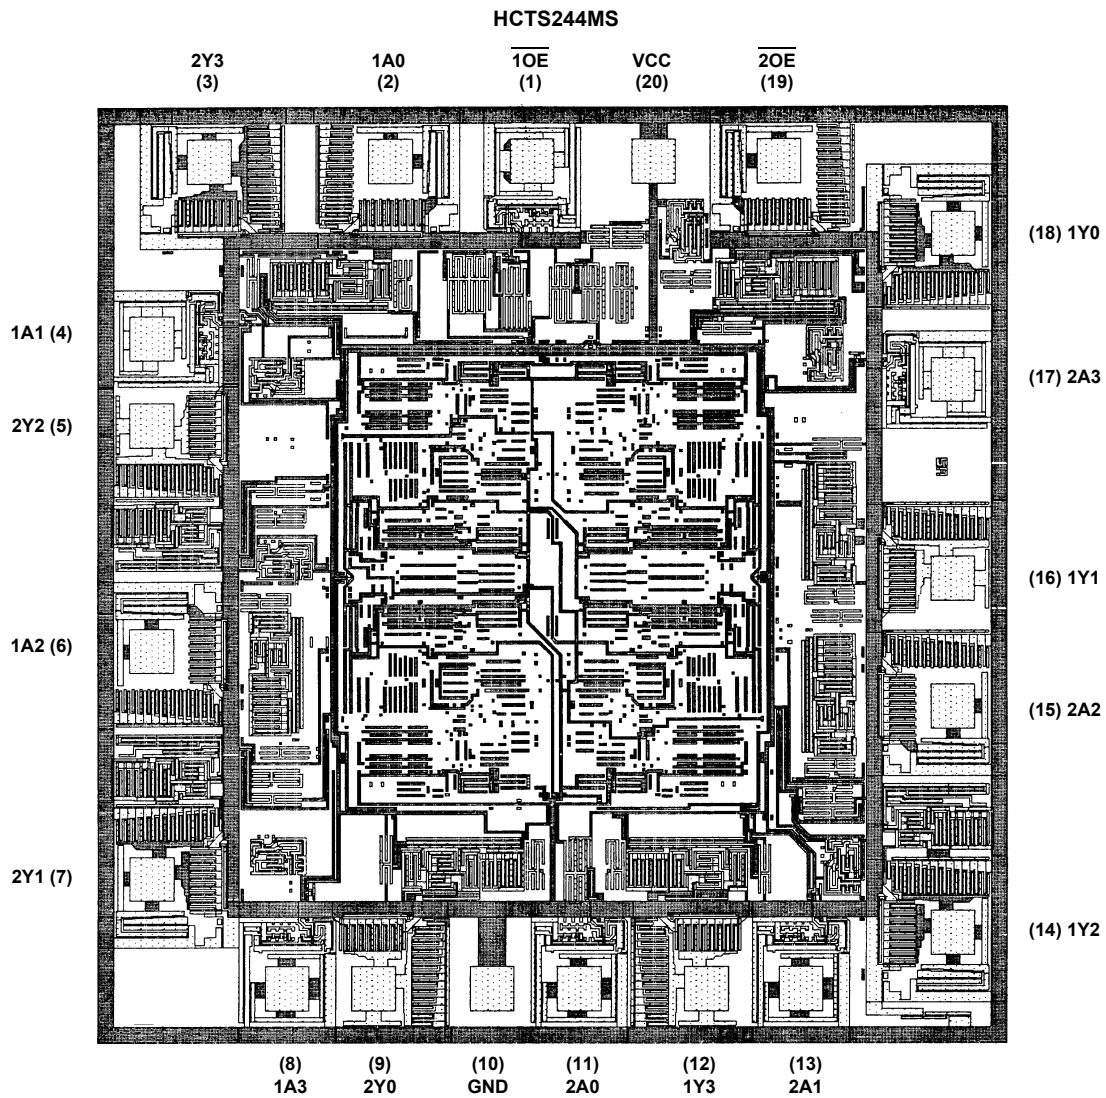 HCTS244MS
2Y3 1A0 1OE VCC 2OE
(3) (2) (1) (20) (19)
(18) 1Y0
1A1 (4)
(17) 2A3
2Y2 (5)
(16) 1Y1
1A2 (6)
(15) 2A2
2Y1 (7)
(14) 1Y2
(8) (9) (10) (11) (12) (13)
1A3 2Y0 GND 2A0 1Y3 2A1